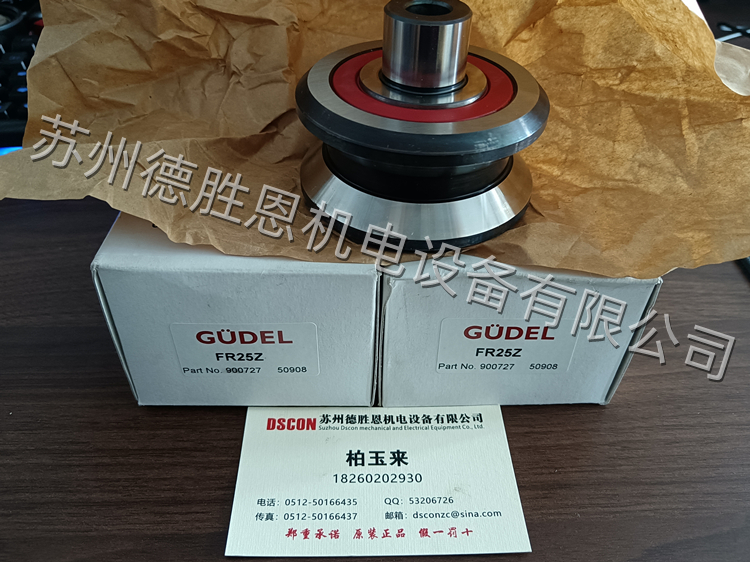 苏州德胜恩机电设备有限公司
GÜDEL
FR25Z
Part No. 900727 50908
GÜDEL
FR25Z
Part No. 900727 50908
DSCON 苏州德胜恩机电设备有限公司
Suzhou Dscon mechanical and Electrical Equipment Co., Ltd.
柏玉来
18260202930
电话：0512-50166435 QQ：53206726
传真：0512-50166437 邮箱：dsconzc@sina.com
郑重承诺 原装正品 假一罚十